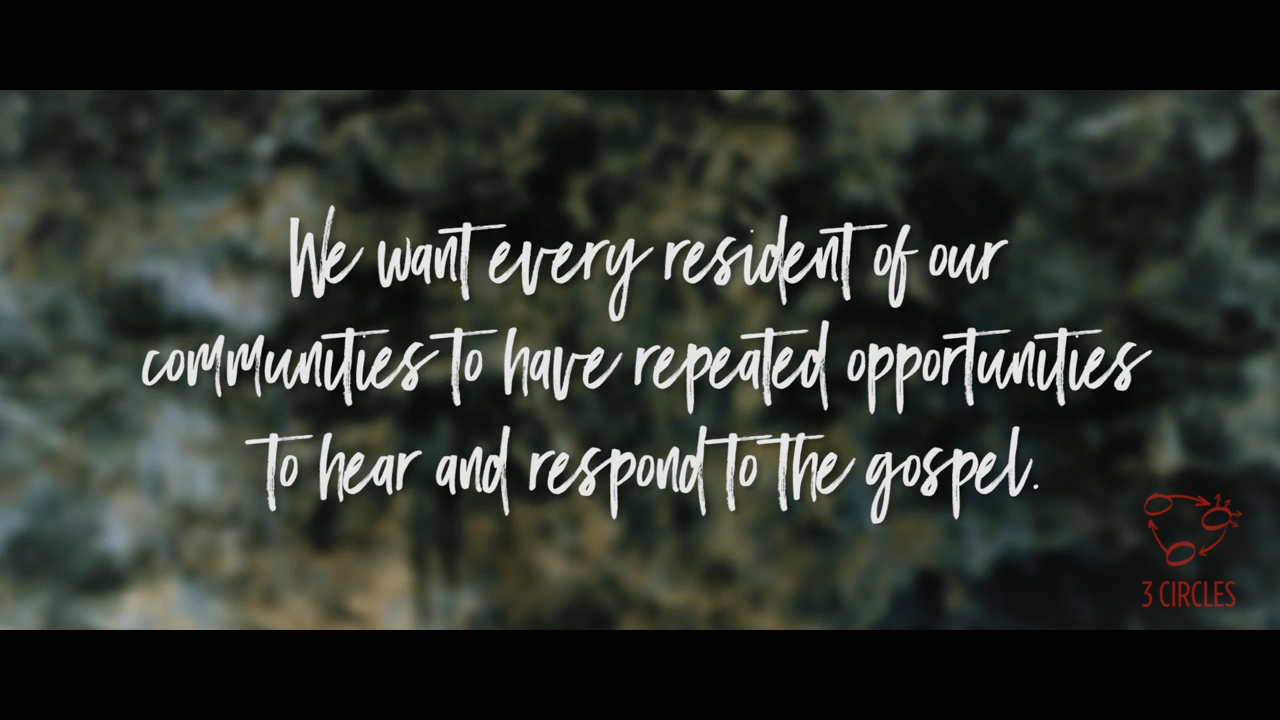 We want every resident of our
communities to have repeated opportunities
to hear and respond to the gospel.
3 CIRCLES